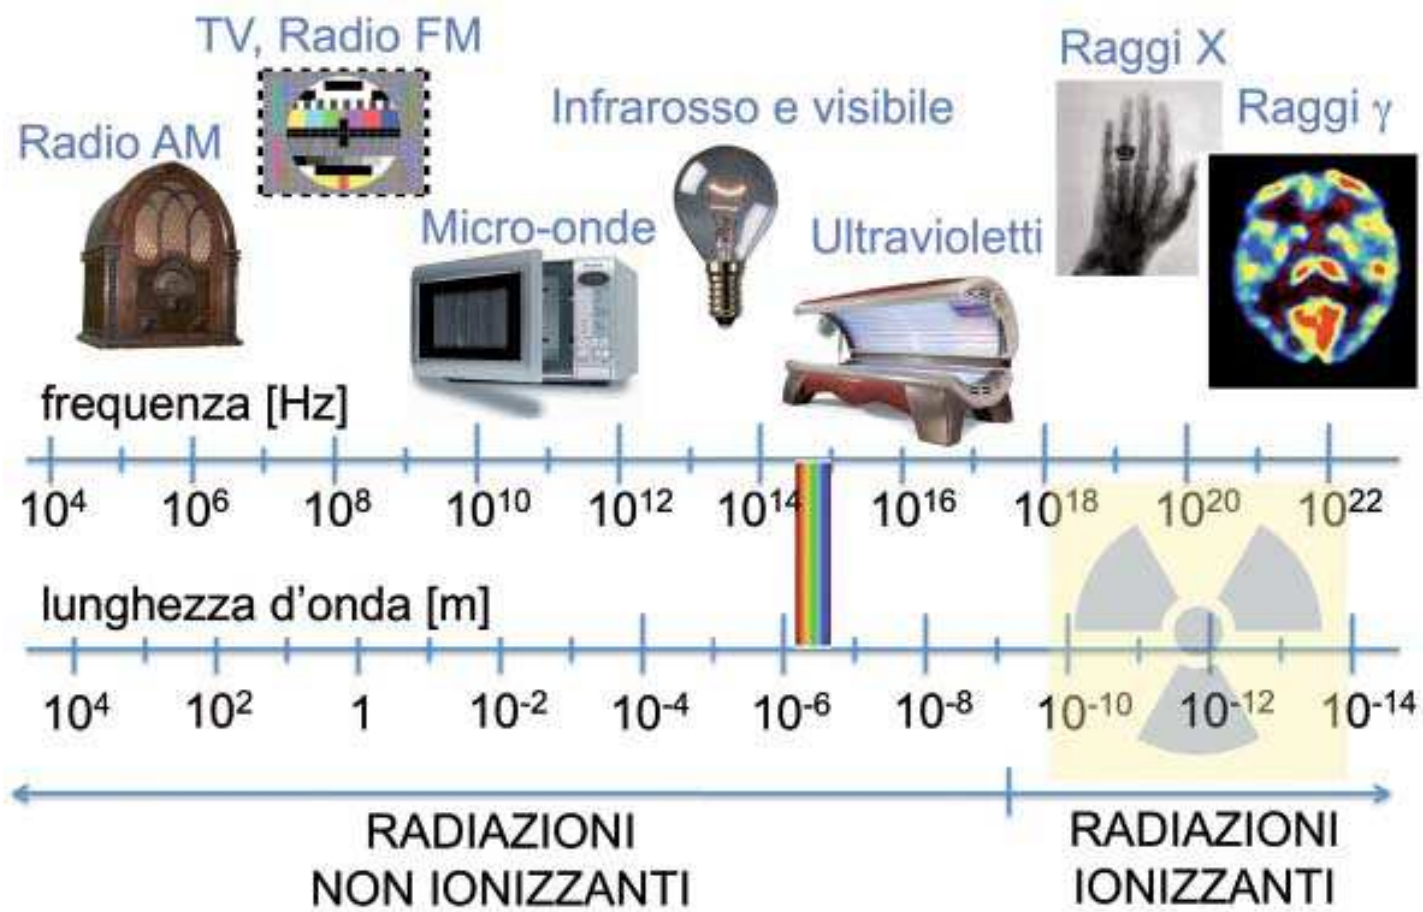 TV, Radio FM
Raggi X
Infrarosso e visibile
Raggi γ
Radio AM
Micro-onde
Ultravioletti
frequenza [Hz]
10⁴ 10⁶ 10⁸ 10¹⁰ 10¹² 10¹⁴ 10¹⁶ 10¹⁸ 10²⁰ 10²²
lunghezza d'onda [m]
10⁴ 10² 1 10⁻² 10⁻⁴ 10⁻⁶ 10⁻⁸ 10⁻¹⁰ 10⁻¹² 10⁻¹⁴
RADIAZIONI
NON IONIZZANTI
RADIAZIONI
IONIZZANTI